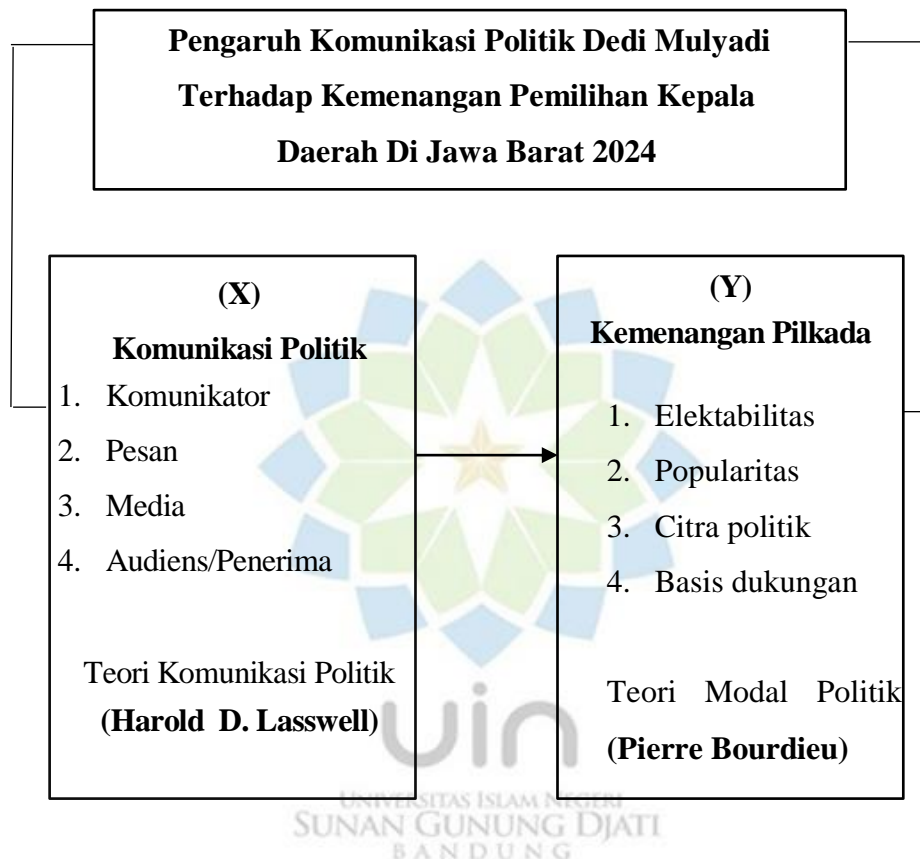 Pengaruh Komunikasi Politik Dedi Mulyadi
Terhadap Kemenangan Pemilihan Kepala
Daerah Di Jawa Barat 2024
(X)
Komunikasi Politik
1. Komunikator
2. Pesan
3. Media
4. Audiens/Penerima
Teori Komunikasi Politik
(Harold D. Lasswell)
(Y)
Kemenangan Pilkada
1. Elektabilitas
2. Popularitas
3. Citra politik
4. Basis dukungan
Teori Modal Politik
(Pierre Bourdieu)
uin
UNIVERSITAS ISLAM NEGERI
SUNAN GUNUNG DJATI
BANDUNG